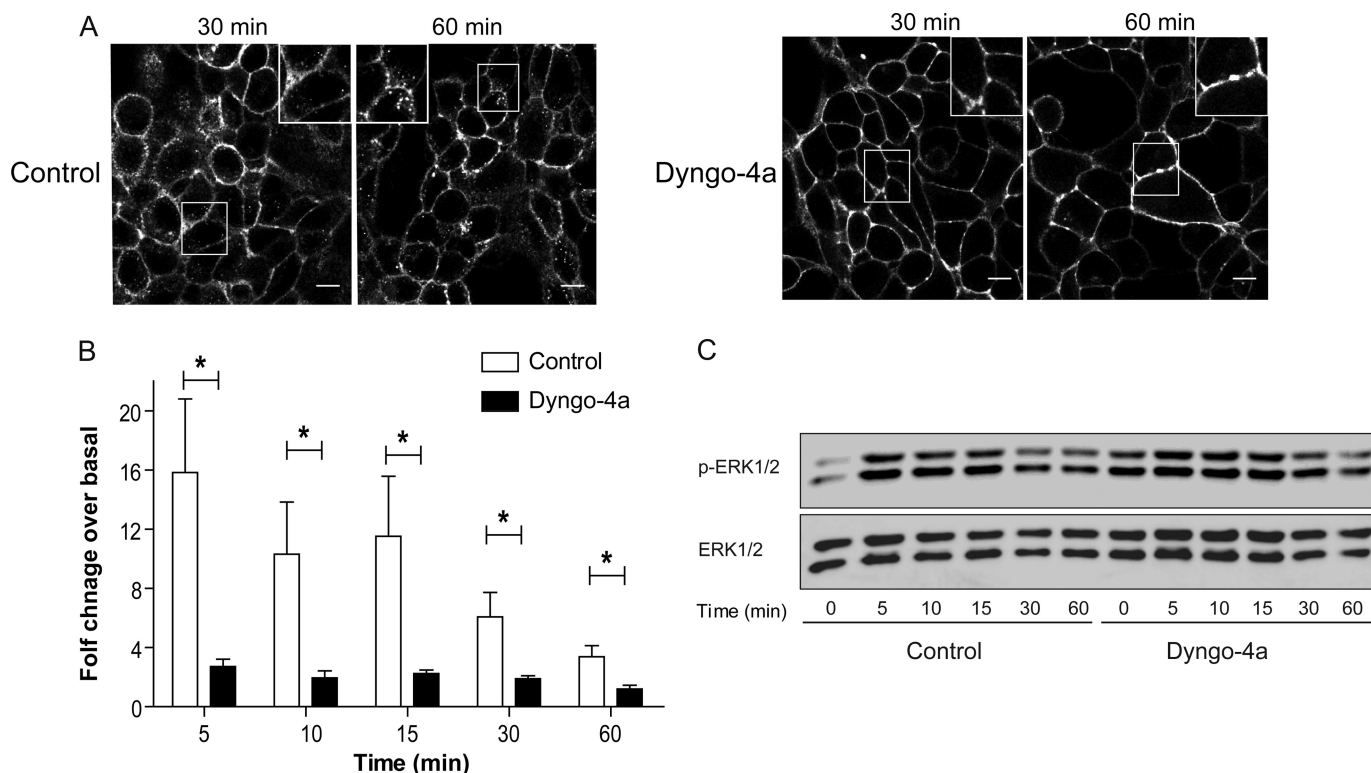 A
30 min
60 min
30 min
60 min
Control
Dyngo-4a
B
*
*
*
*
*
Control
Dyngo-4a
Folf chnage over basal
20
16
12
8
4
0
5
10
15
30
60
Time (min)
C
p-ERK1/2
ERK1/2
Time (min) 0 5 10 15 30 60 0 5 10 15 30 60
Control
Dyngo-4a